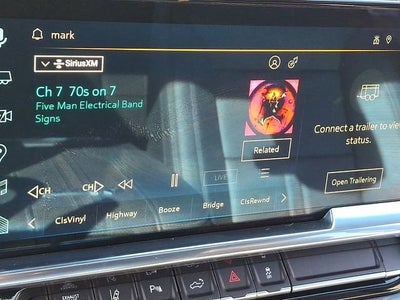 mark
SiriusXM
Ch 7 70s on 7
Five Man Electrical Band
Signs
Related
Connect a trailer to view
status.
Open Trailering
CH
CH
LIVE
ClsVinyl
Highway
Booze
Bridge
ClsRewnd
EXHAUST